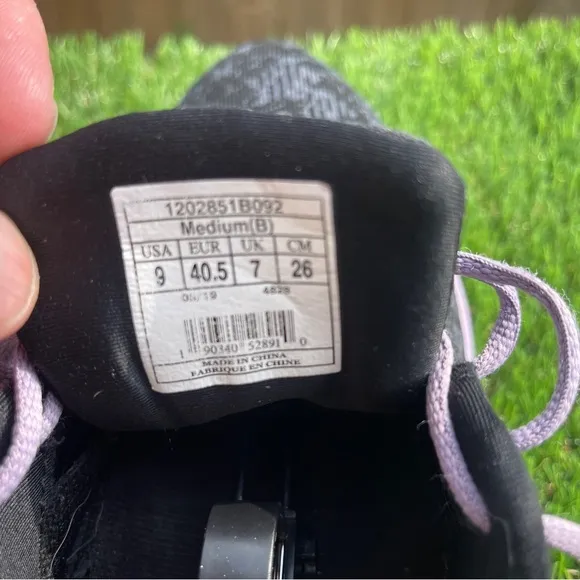 1202851B092
Medium(B)
USA EUR UK CM
9 40.5 7 26
05/19 4628
1 90340 52891 0
MADE IN CHINA
FABRIQUE EN CHINE